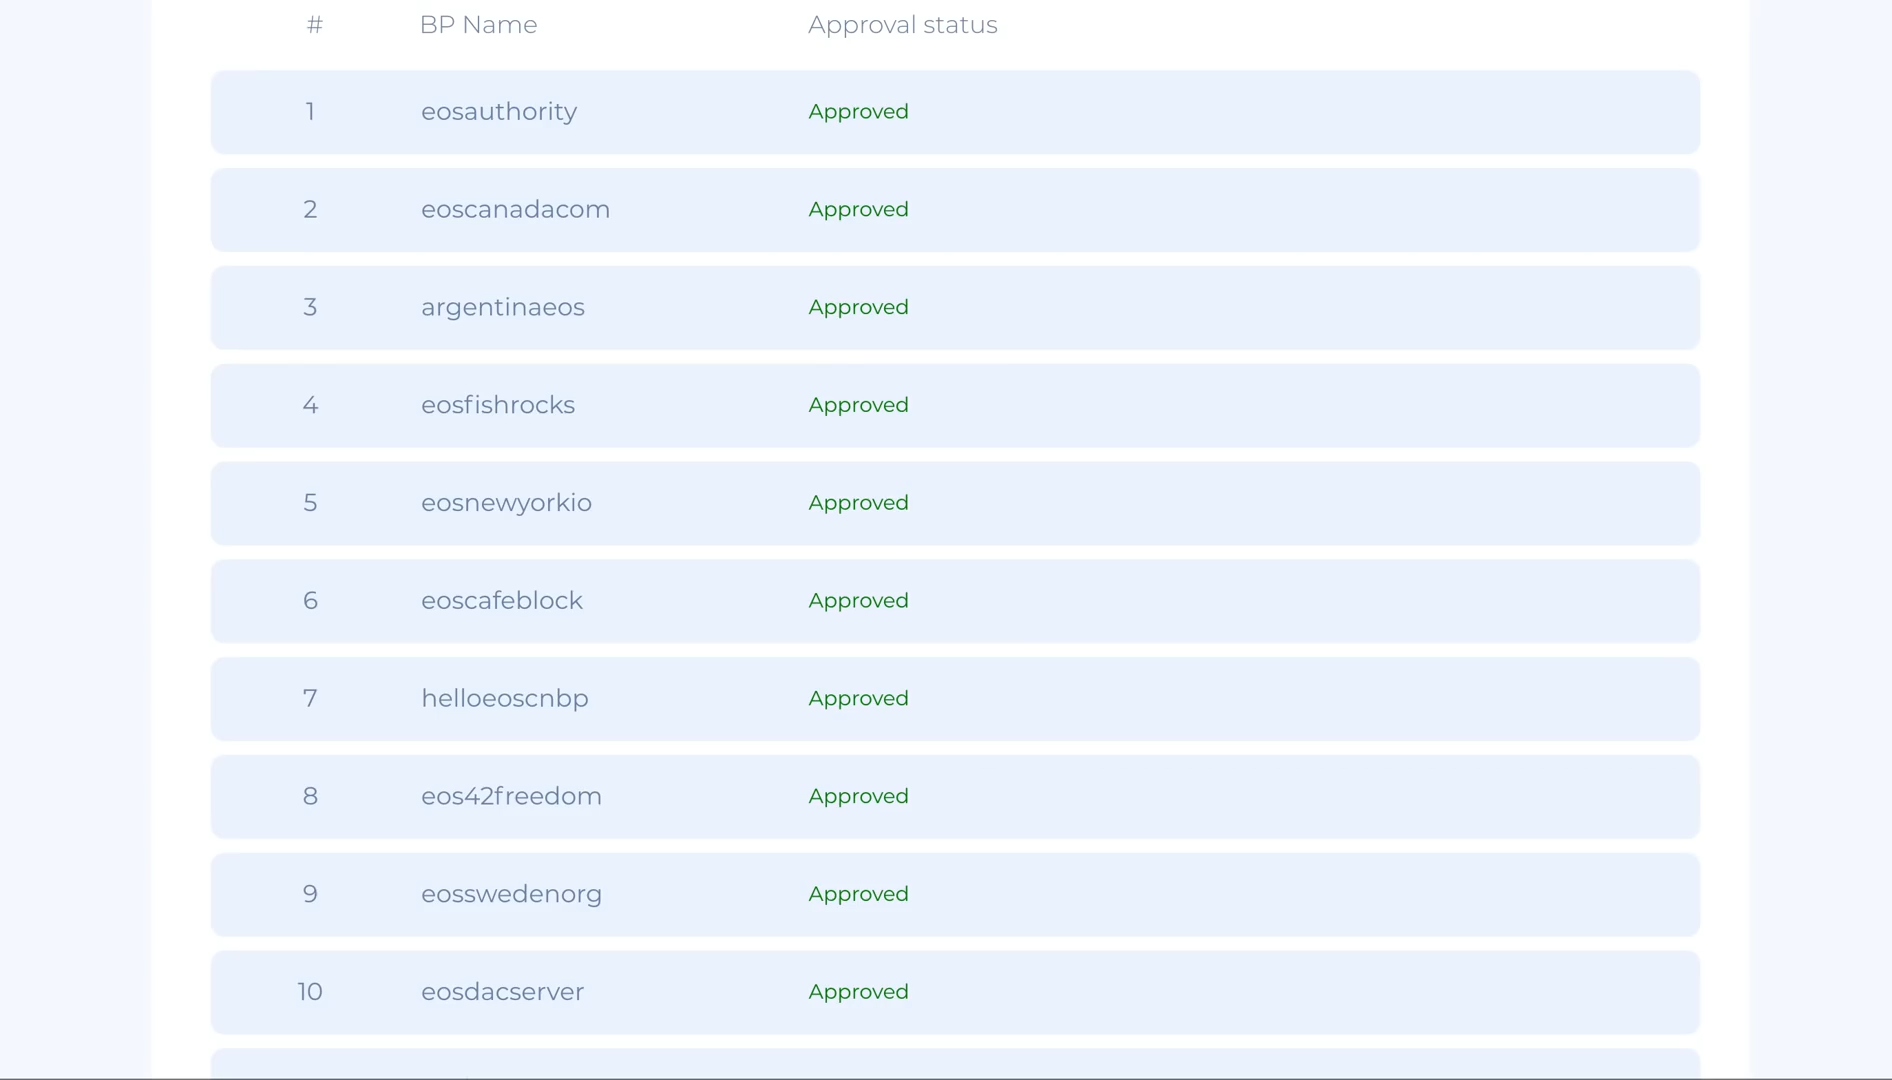 # BP Name Approval status
1 eosauthority Approved
2 eoscanadacom Approved
3 argentinaeos Approved
4 eosfishrocks Approved
5 eosnewyorkio Approved
6 eoscafeblock Approved
7 helloeoscnbp Approved
8 eos42freedom Approved
9 eosswedenorg Approved
10 eosdacserver Approved